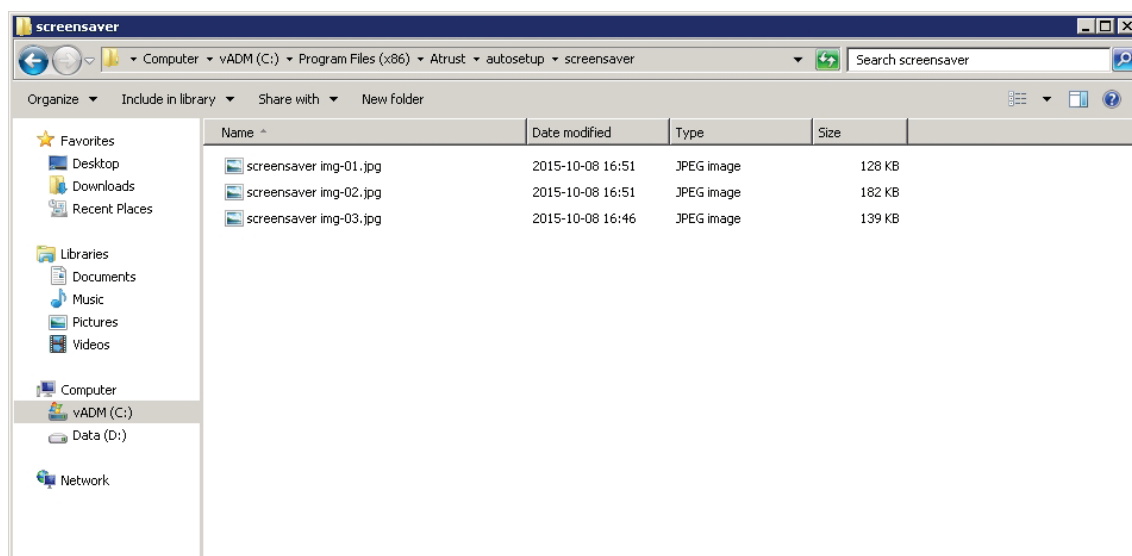 screensaver
Computer vADM (C:) Program Files (x86) Atrust autosetup screensaver Search screensaver
Organize Include in library Share with New folder
Favorites
Desktop
Downloads
Recent Places
Libraries
Documents
Music
Pictures
Videos
Computer
vADM (C:)
Data (D:)
Network
Name Date modified Type Size
screensaver img-01.jpg 2015-10-08 16:51 JPEG image 128 KB
screensaver img-02.jpg 2015-10-08 16:51 JPEG image 182 KB
screensaver img-03.jpg 2015-10-08 16:46 JPEG image 139 KB